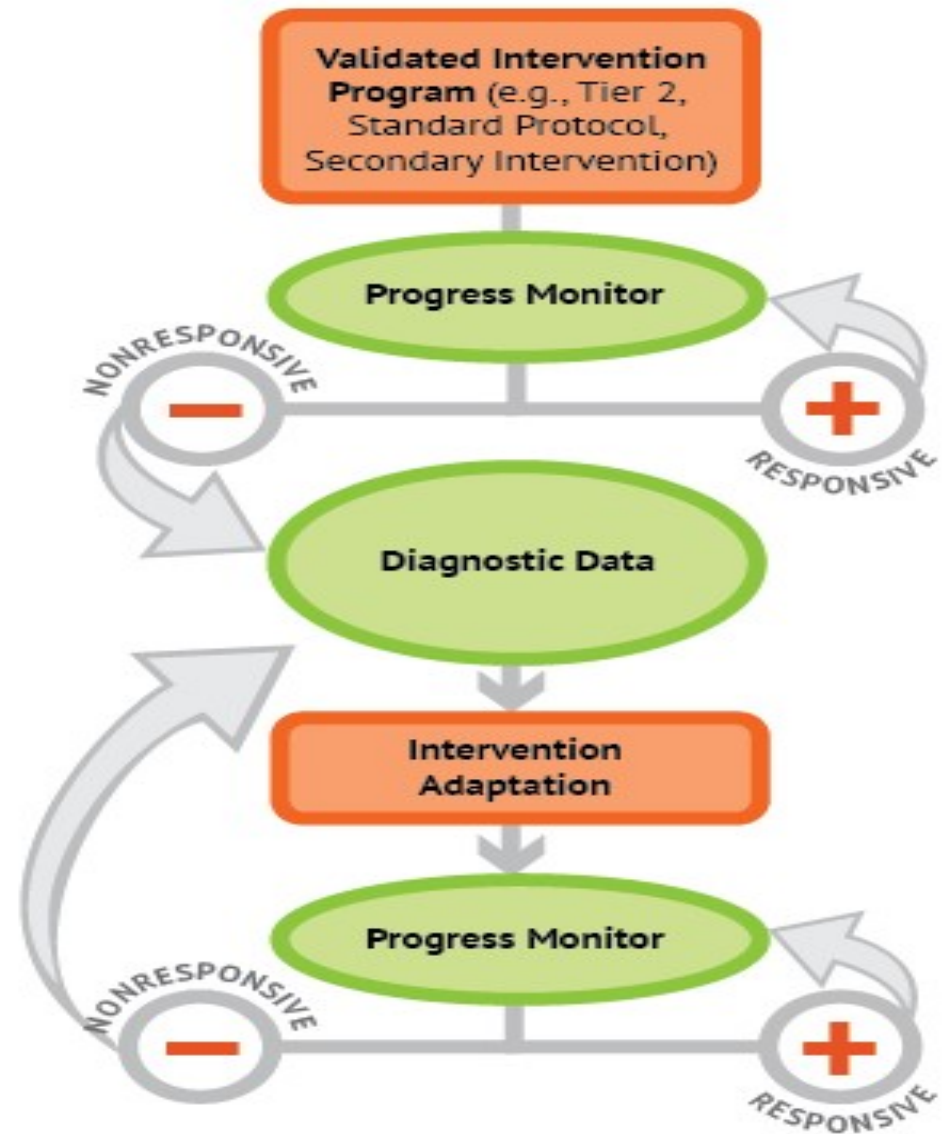 Validated Intervention
Program (e.g., Tier 2,
Standard Protocol,
Secondary Intervention)
Progress Monitor
NONRESPONSIVE
RESPONSIVE
Diagnostic Data
Intervention
Adaptation
Progress Monitor
NONRESPONSIVE
RESPONSIVE